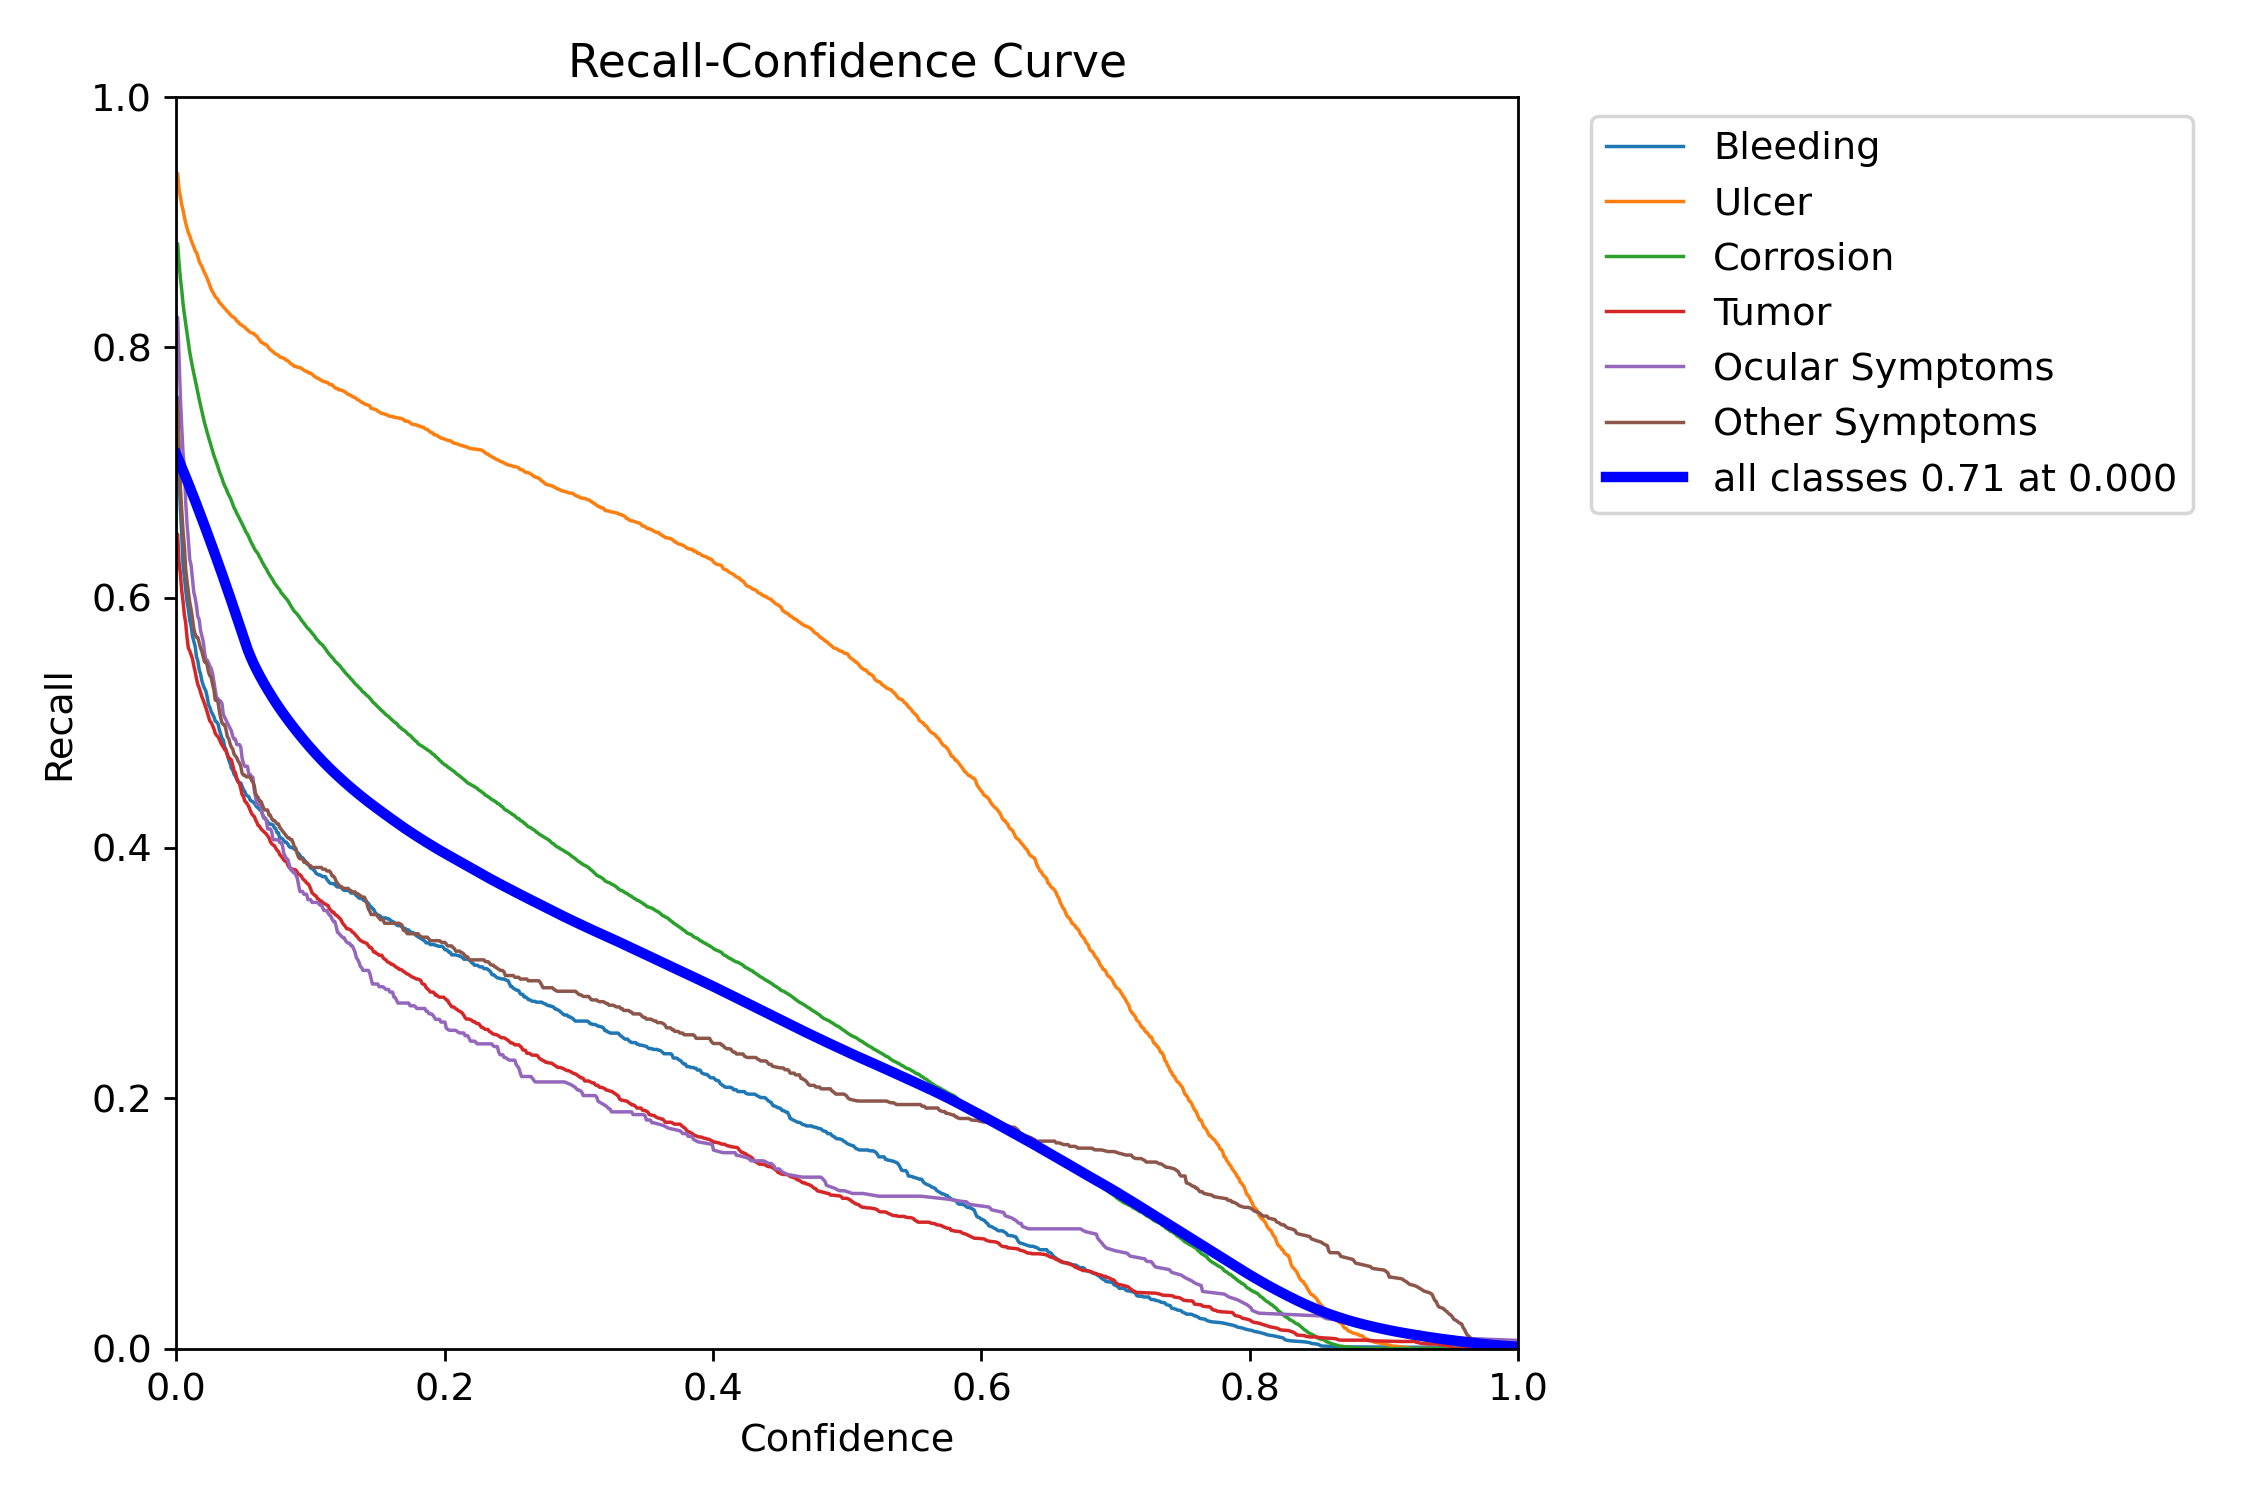 Recall-Confidence Curve
1.0
0.8
0.6
0.4
0.2
0.0
Recall
0.0 0.2 0.4 0.6 0.8 1.0
Confidence
Bleeding
Ulcer
Corrosion
Tumor
Ocular Symptoms
Other Symptoms
all classes 0.71 at 0.000